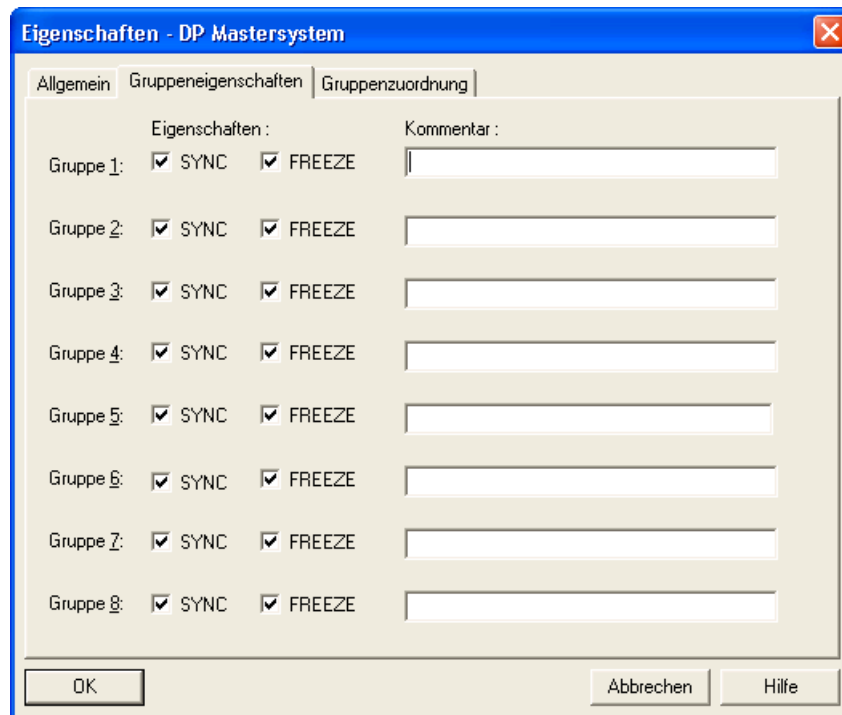 Eigenschaften - DP Mastersystem
Allgemein Gruppeneigenschaften Gruppenzuordnung
Eigenschaften : Kommentar :
Gruppe 1: SYNC FREEZE
Gruppe 2: SYNC FREEZE
Gruppe 3: SYNC FREEZE
Gruppe 4: SYNC FREEZE
Gruppe 5: SYNC FREEZE
Gruppe 6: SYNC FREEZE
Gruppe 7: SYNC FREEZE
Gruppe 8: SYNC FREEZE
OK Abbrechen Hilfe